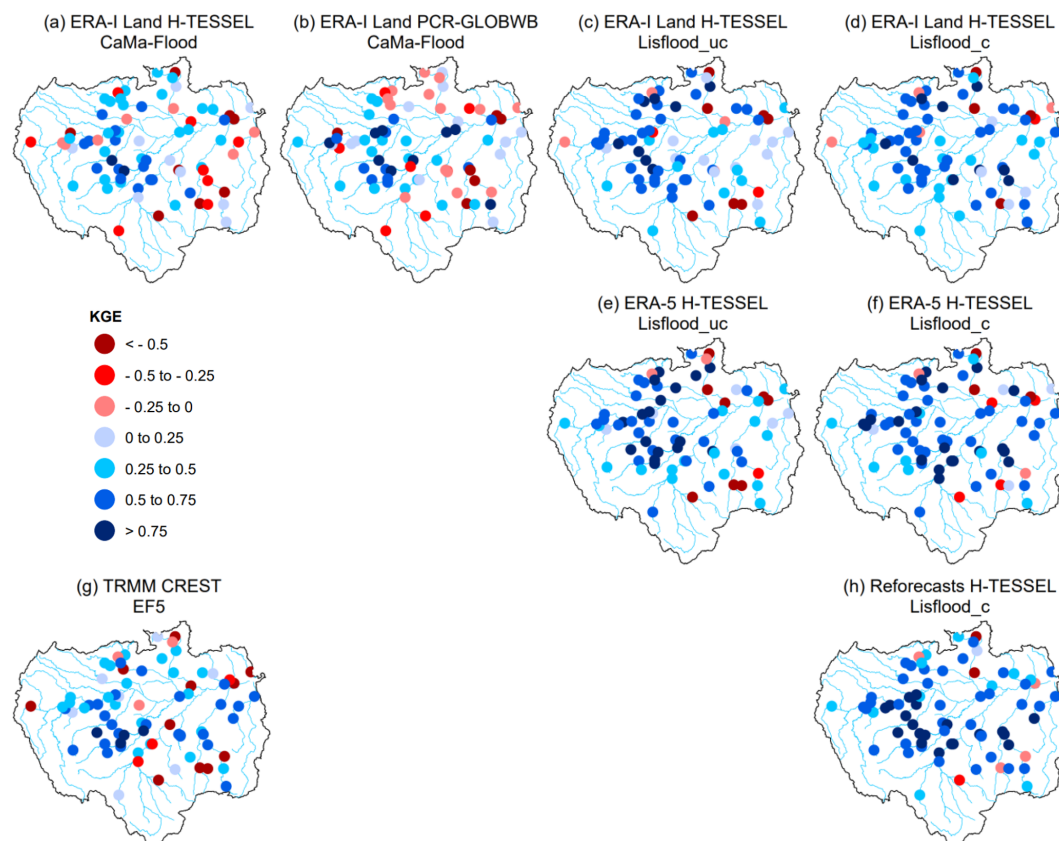 (a) ERA-I Land H-TESSEL
CaMa-Flood
(b) ERA-I Land PCR-GLOBWB
CaMa-Flood
(c) ERA-I Land H-TESSEL
Lisflood_uc
(d) ERA-I Land H-TESSEL
Lisflood_c
KGE
< - 0.5
- 0.5 to - 0.25
- 0.25 to 0
0 to 0.25
0.25 to 0.5
0.5 to 0.75
> 0.75
(e) ERA-5 H-TESSEL
Lisflood_uc
(f) ERA-5 H-TESSEL
Lisflood_c
(g) TRMM CREST
EF5
(h) Reforecasts H-TESSEL
Lisflood_c